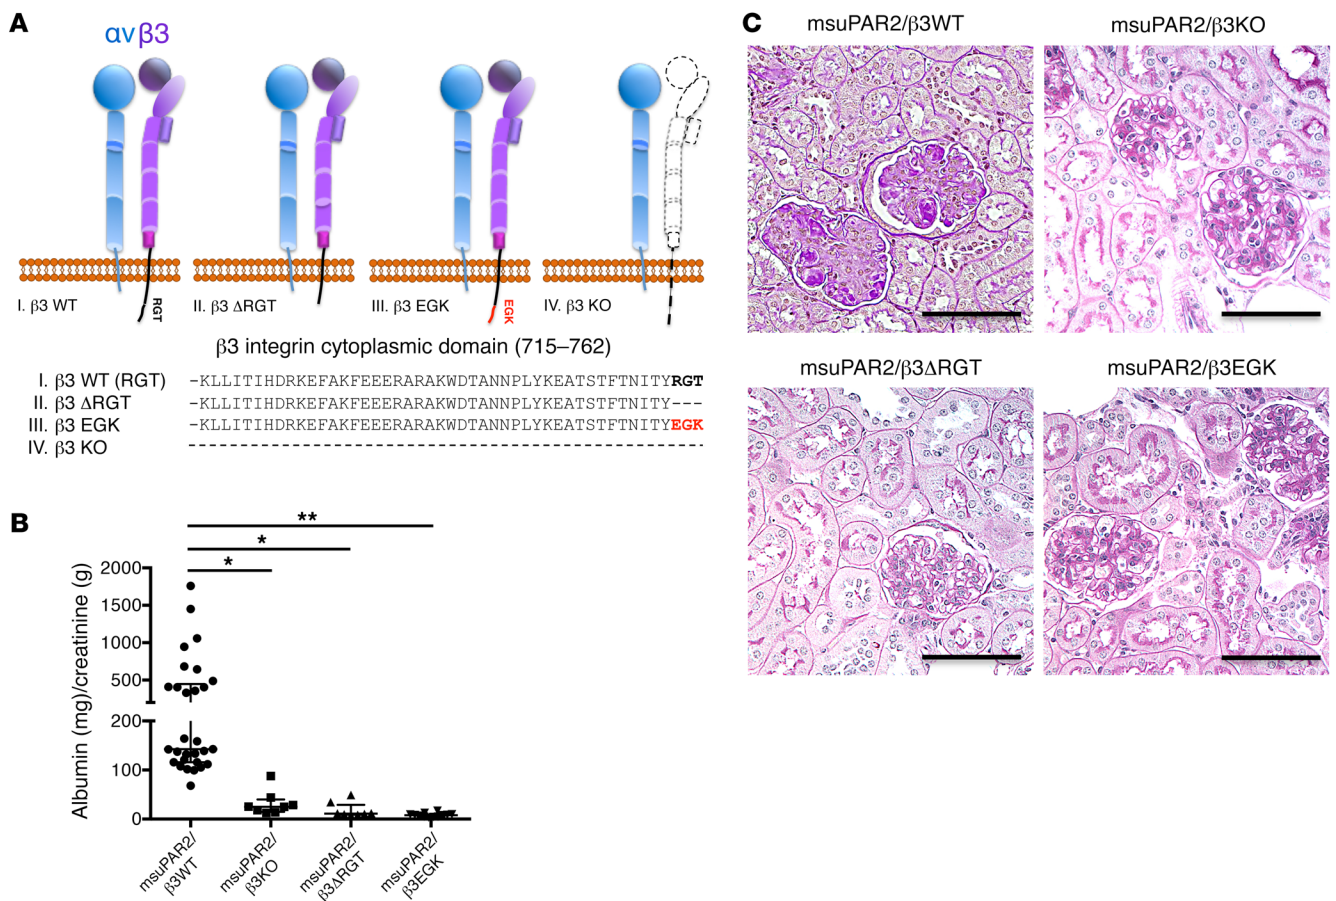 A
αvβ3
RGT
EGK
I. β3 WT
II. β3 ΔRGT
III. β3 EGK
IV. β3 KO
β3 integrin cytoplasmic domain (715–762)
I. β3 WT (RGT) –KLLITIHDRKEFAKFEEERARAKWDTANNPLYKEATSTFTNITYRGT
II. β3 ΔRGT –KLLITIHDRKEFAKFEEERARAKWDTANNPLYKEATSTFTNITY---
III. β3 EGK –KLLITIHDRKEFAKFEEERARAKWDTANNPLYKEATSTFTNITYEGK
IV. β3 KO
B
**
*
*
Albumin (mg)/creatinine (g)
2000
1500
1000
500
200
100
0
msuPAR2/
β3WT
msuPAR2/
β3KO
msuPAR2/
β3ΔRGT
msuPAR2/
β3EGK
C
msuPAR2/β3WT
msuPAR2/β3KO
msuPAR2/β3ΔRGT
msuPAR2/β3EGK